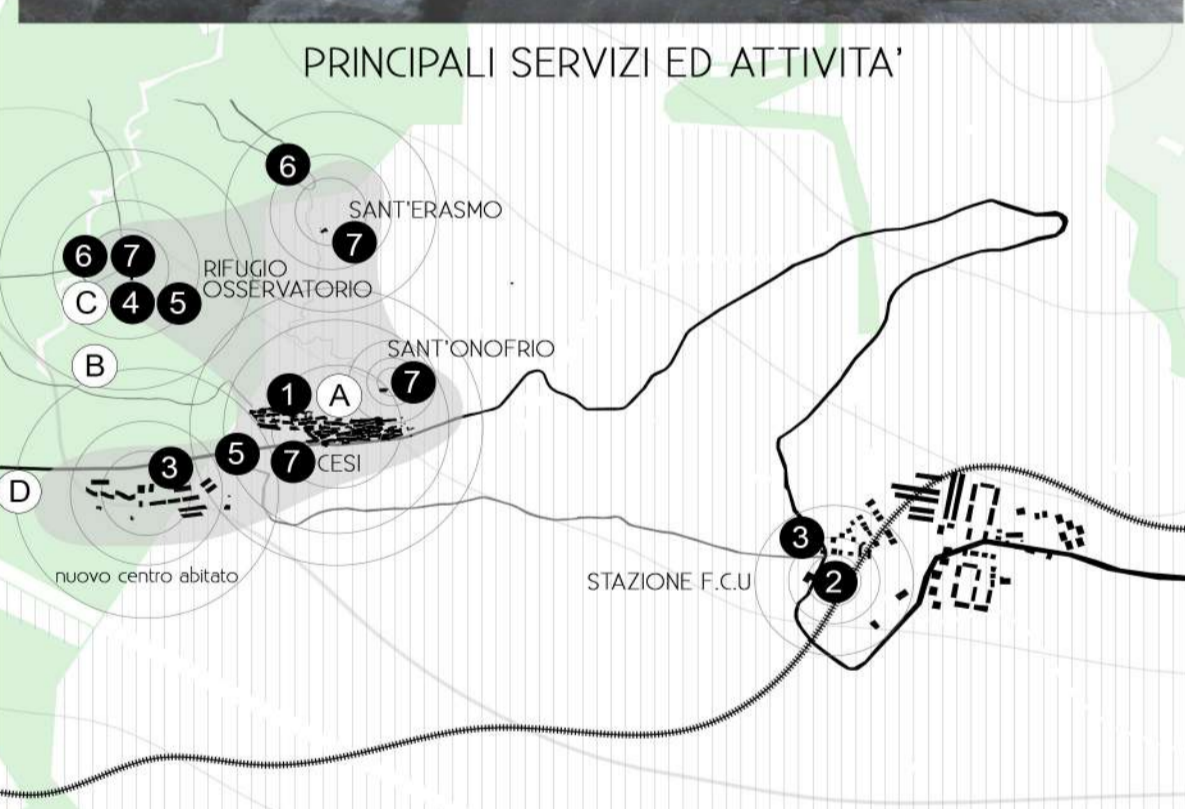 PRINCIPALI SERVIZI ED ATTIVITA'
6
SANT'ERASMO
7
6 7
RIFUGIO
OSSERVATORIO
C 4 5
SANT'ONOFRIO
B
7
1 A
5
7 CESI
3
D
3
nuovo centro abitato
STAZIONE F.C.U
2